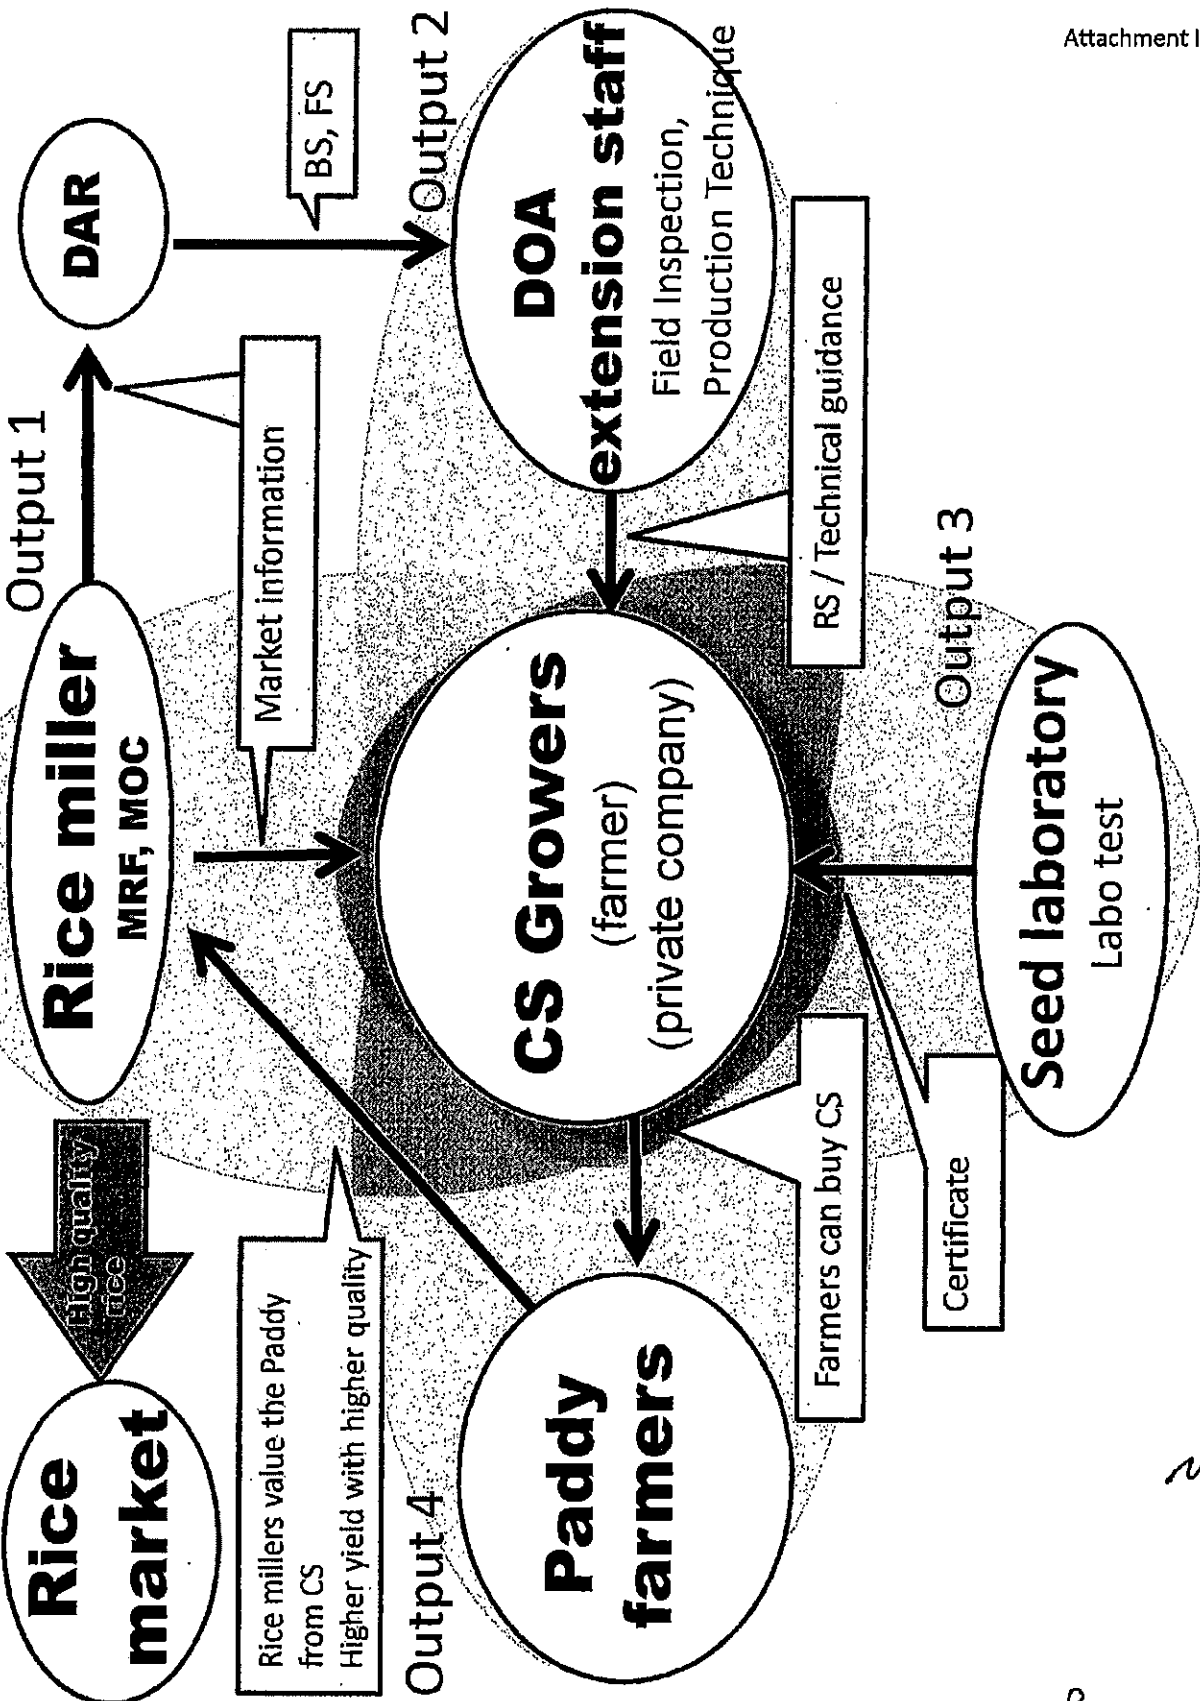 Attachment I
Rice
market
High quality
rice
Rice miller
MRF, MOC
Output 1
DAR
Market information
BS, FS
Output 2
Rice millers value the Paddy
from CS
Higher yield with higher quality
Output 4
Paddy
farmers
CS Growers
(farmer)
(private company)
DOA
extension staff
Field Inspection,
Production Technique
Farmers can buy CS
RS / Technical guidance
Certificate
Output 3
Seed laboratory
Labo test